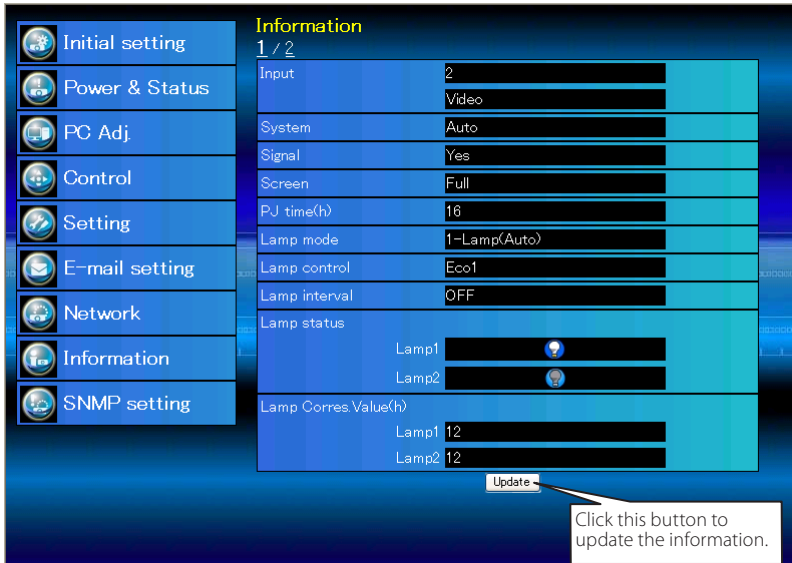 Initial setting
Power & Status
PC Adj.
Control
Setting
E-mail setting
Network
Information
SNMP setting
Information
1 / 2
Input 2
Video
System Auto
Signal Yes
Screen Full
PJ time(h) 16
Lamp mode 1-Lamp(Auto)
Lamp control Eco1
Lamp interval OFF
Lamp status
Lamp1
Lamp2
Lamp Corres.Value(h)
Lamp1 12
Lamp2 12
Update
Click this button to
update the information.